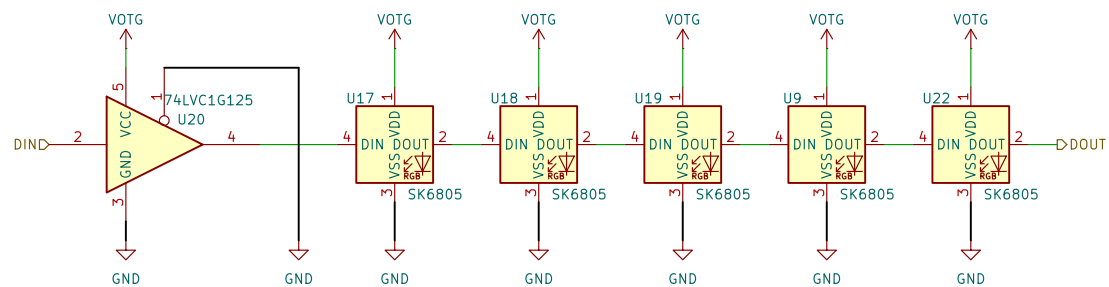 VOTG VOTG VOTG VOTG VOTG VOTG
5 1 74LVC1G125 U17 1 U18 1 U19 1 U9 1 U22 1
U20
DIN 2 VCC GND 4 4 DIN VDD DOUT VSS RGB 2 4 DIN VDD DOUT VSS RGB 2 4 DIN VDD DOUT VSS RGB 2 4 DIN VDD DOUT VSS RGB 2 4 DIN VDD DOUT VSS RGB 2 DOUT
3 3 SK6805 3 SK6805 3 SK6805 3 SK6805 3 SK6805
GND GND GND GND GND GND GND